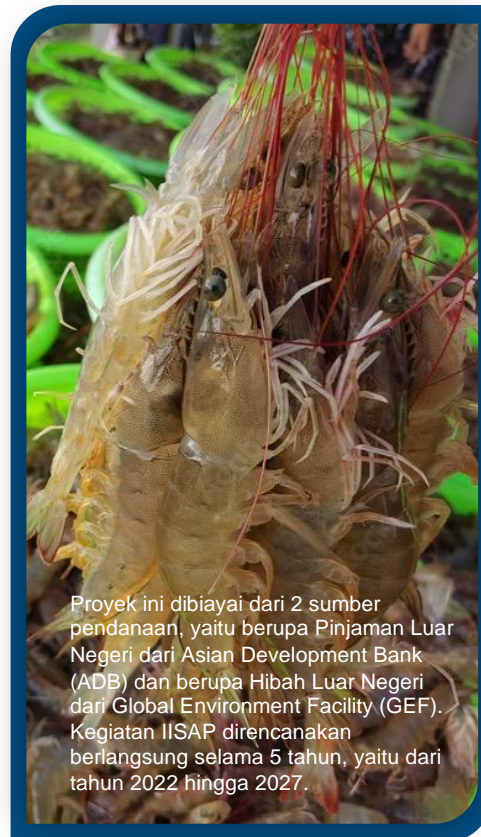 Proyek ini dibiayai dari 2 sumber
pendanaan, yaitu berupa Pinjaman Luar
Negeri dari Asian Development Bank
(ADB) dan berupa Hibah Luar Negeri
dari Global Environment Facility (GEF).
Kegiatan IISAP direncanakan
berlangsung selama 5 tahun, yaitu dari
tahun 2022 hingga 2027.